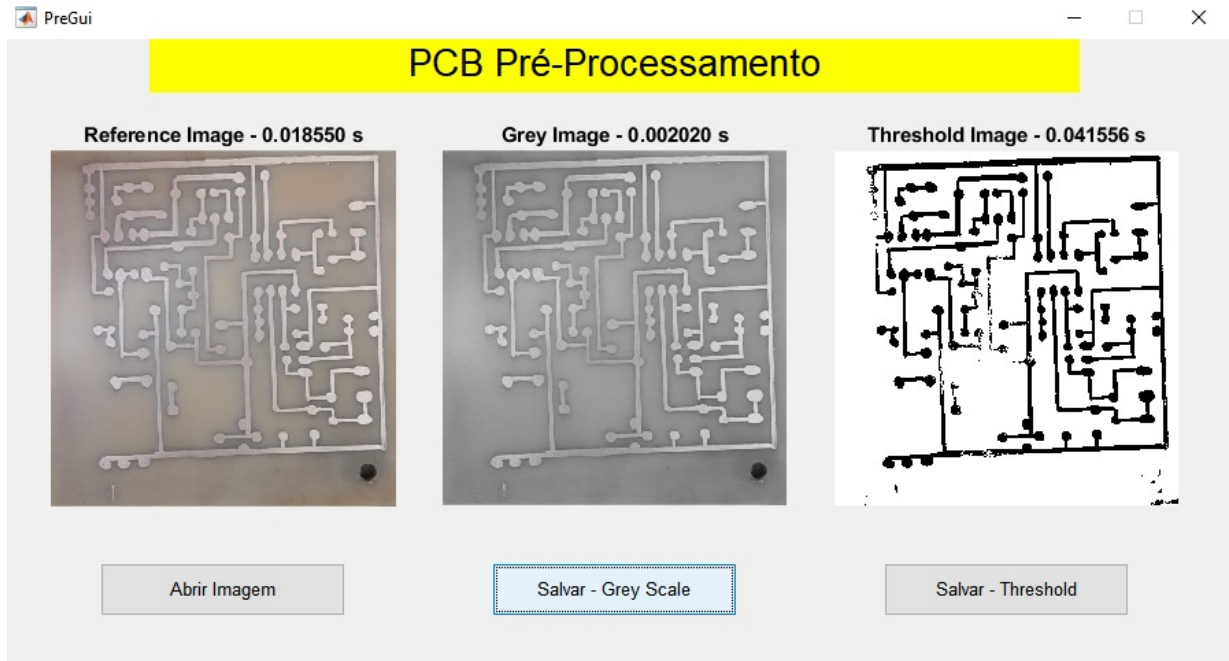 PreGui
PCB Pré-Processamento
Reference Image - 0.018550 s
Grey Image - 0.002020 s
Threshold Image - 0.041556 s
Abrir Imagem
Salvar - Grey Scale
Salvar - Threshold